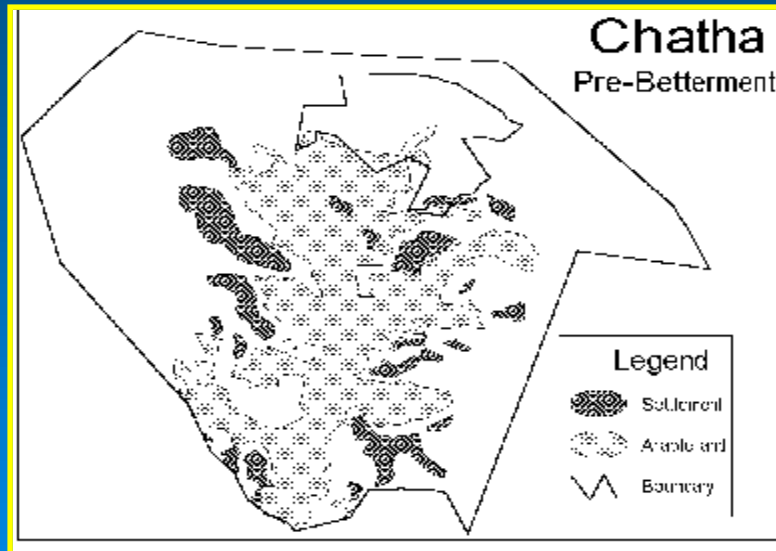 Chatha
Pre-Betterment
Legend
Settlement
Arable land
Boundary